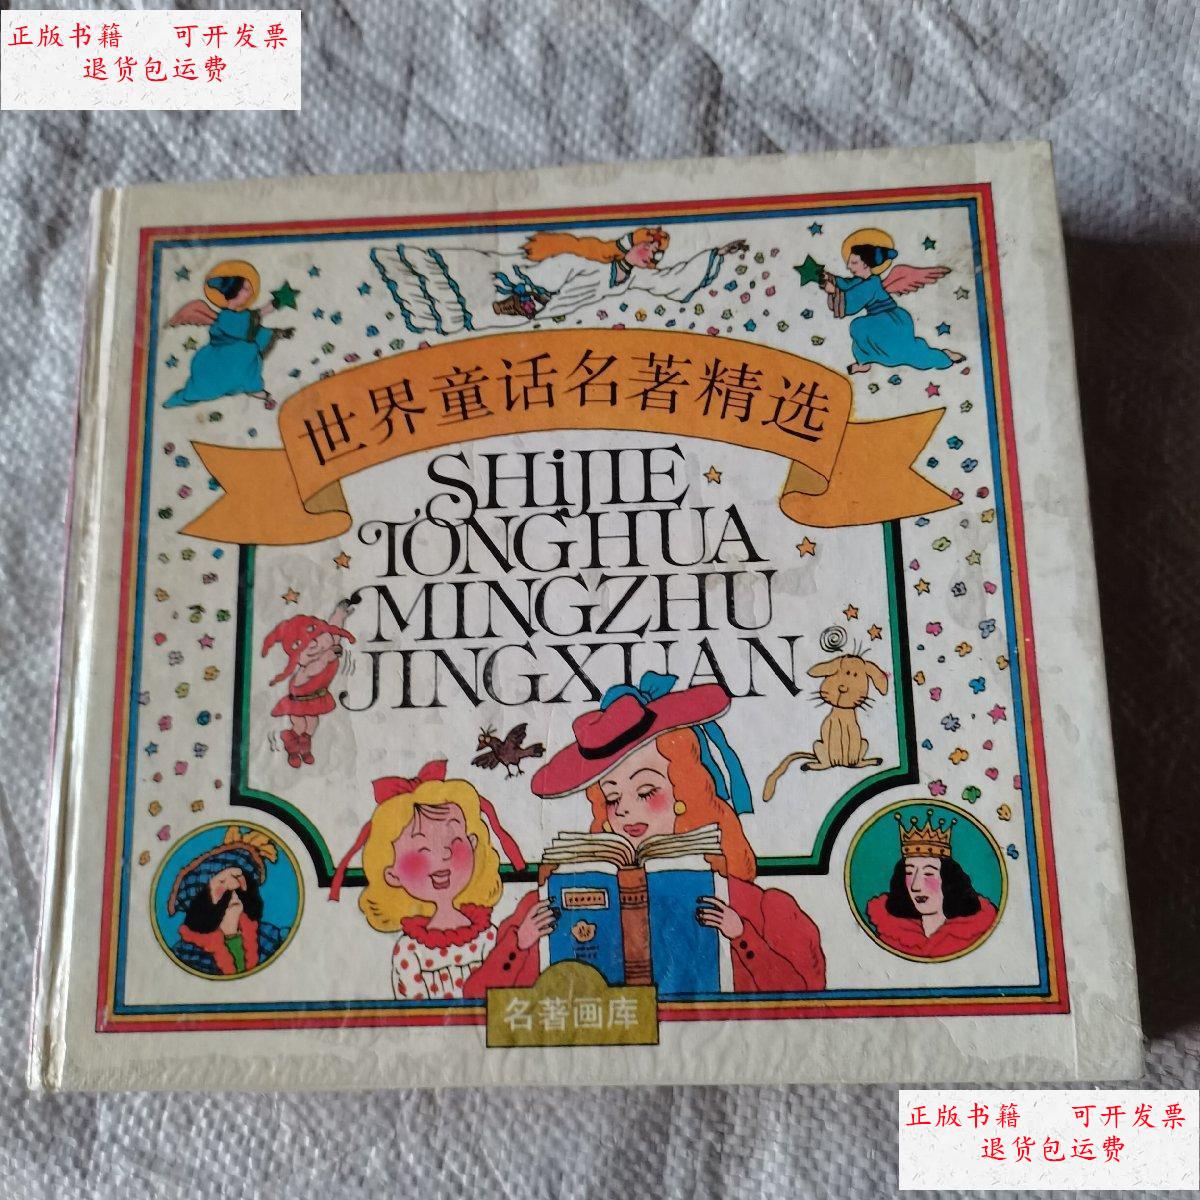 正版书籍 可开发票
退货包运费
世界童话名著精选
SHiJIE
TONGHUA
MINGZHU
JINGXUAN
名著画库
正版书籍 可开发票
退货包运费